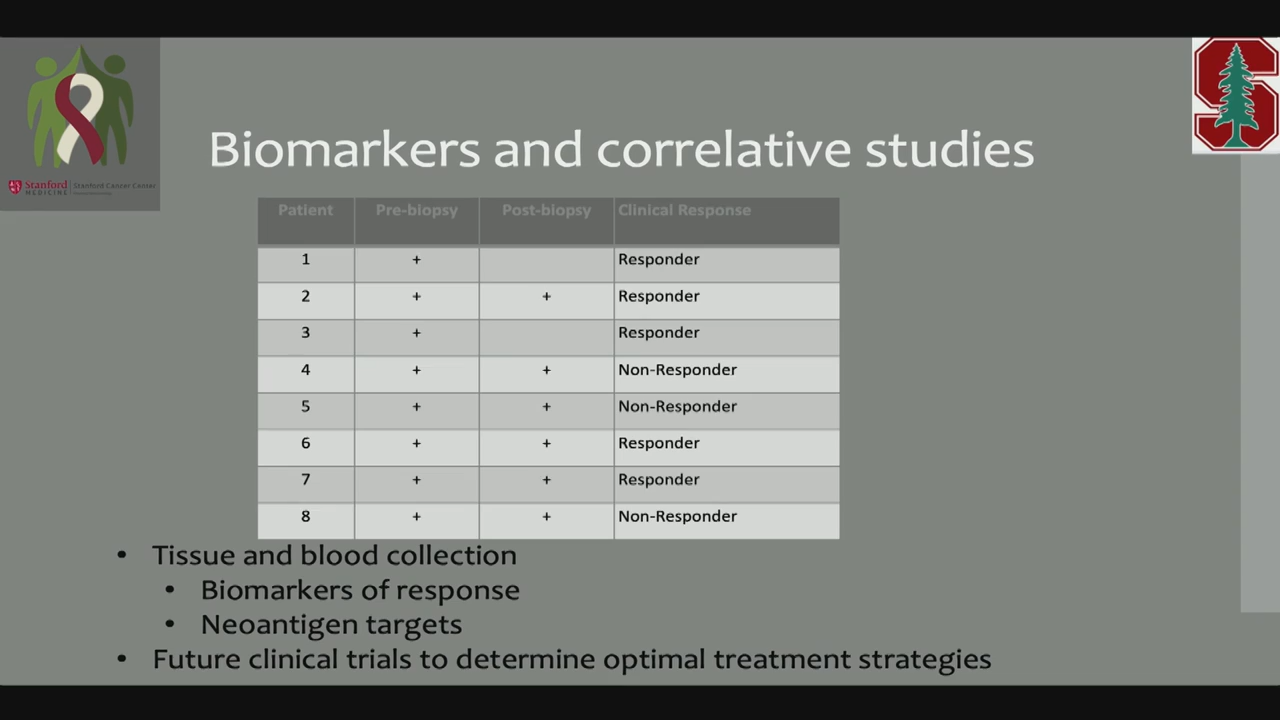 Stanford MEDICINE | Stanford Cancer Center
Biomarkers and correlative studies
Patient Pre-biopsy Post-biopsy Clinical Response
1 + Responder
2 + + Responder
3 + Responder
4 + + Non-Responder
5 + + Non-Responder
6 + + Responder
7 + + Responder
8 + + Non-Responder
• Tissue and blood collection
• Biomarkers of response
• Neoantigen targets
• Future clinical trials to determine optimal treatment strategies